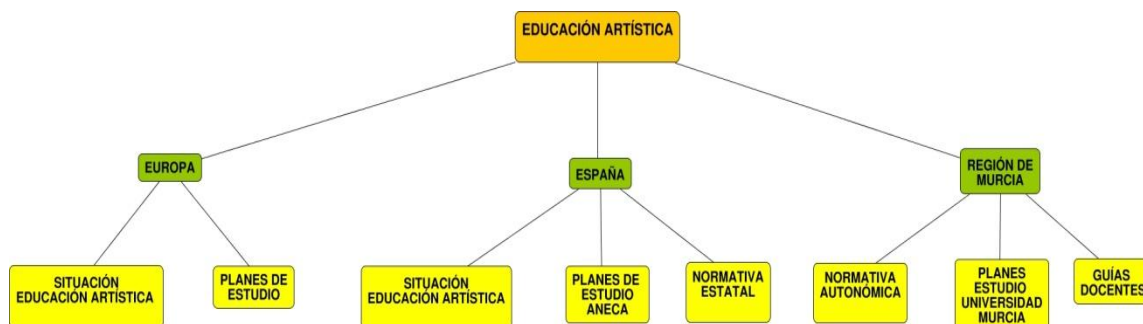 EDUCACIÓN ARTÍSTICA
EUROPA
ESPAÑA
REGIÓN DE
MURCIA
SITUACIÓN
EDUCACIÓN ARTÍSTICA
PLANES DE
ESTUDIO
SITUACIÓN
EDUCACIÓN ARTÍSTICA
PLANES DE
ESTUDIO
ANECA
NORMATIVA
ESTATAL
NORMATIVA
AUTONÓMICA
PLANES
ESTUDIO
UNIVERSIDAD
MURCIA
GUÍAS
DOCENTES